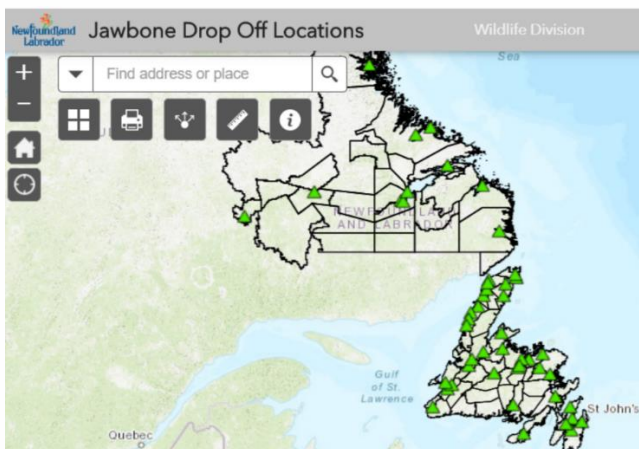 Newfoundland
Labrador
Jawbone Drop Off Locations
Wildlife Division
Sea
+
Find address or place
−
i
NEWFOUNDLAND
AND LABRADOR
Gulf
of St.
Lawrence
St John's
Quebec